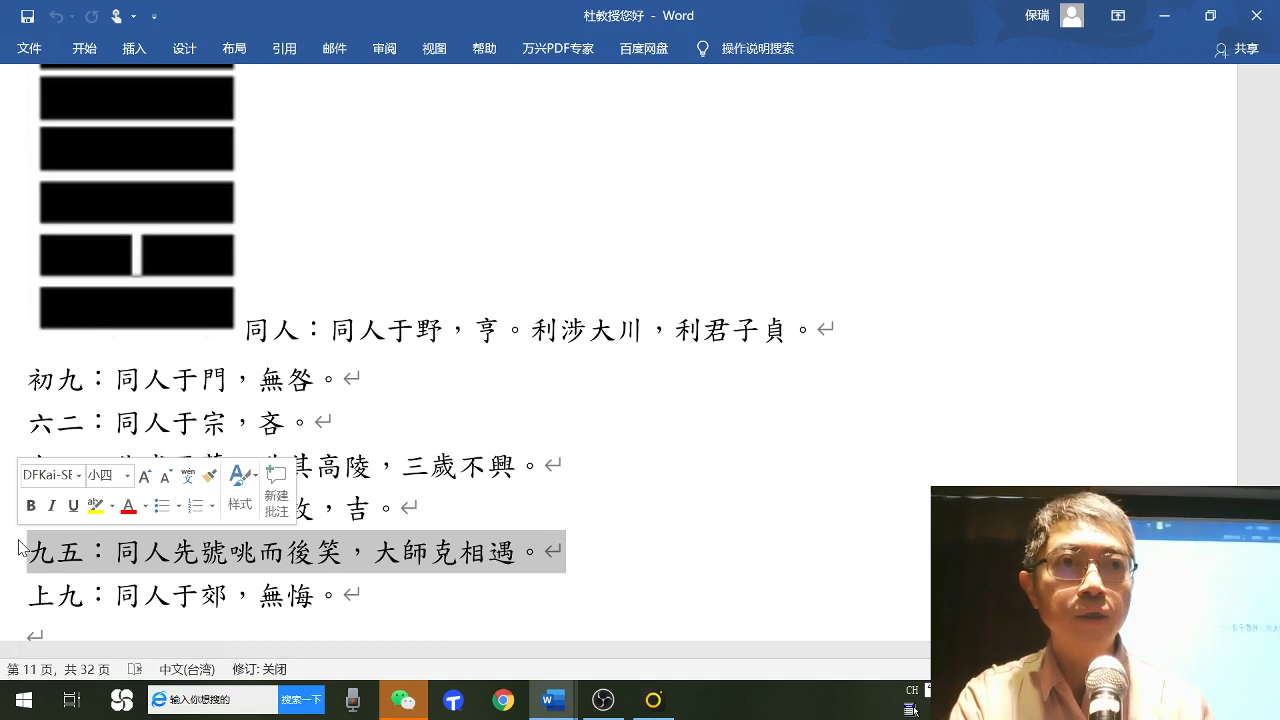 杜教授您好 - Word
保瑞
文件 开始 插入 设计 布局 引用 邮件 审阅 视图 帮助 万兴PDF专家 百度网盘 操作说明搜索 共享
同人：同人于野，亨。利涉大川，利君子貞。
初九：同人于門，無咎。
六二：同人于宗，吝。
其高陵，三歲不興。
DFKai-SE 小四 A A wén 文 A 样式 新建批注
B I U ab A
攻，吉。
九五：同人先號咷而後笑，大師克相遇。
上九：同人于郊，無悔。
第 11 页，共 32 页 中文(台湾) 修订: 关闭
输入你想搜的 搜索一下
CH